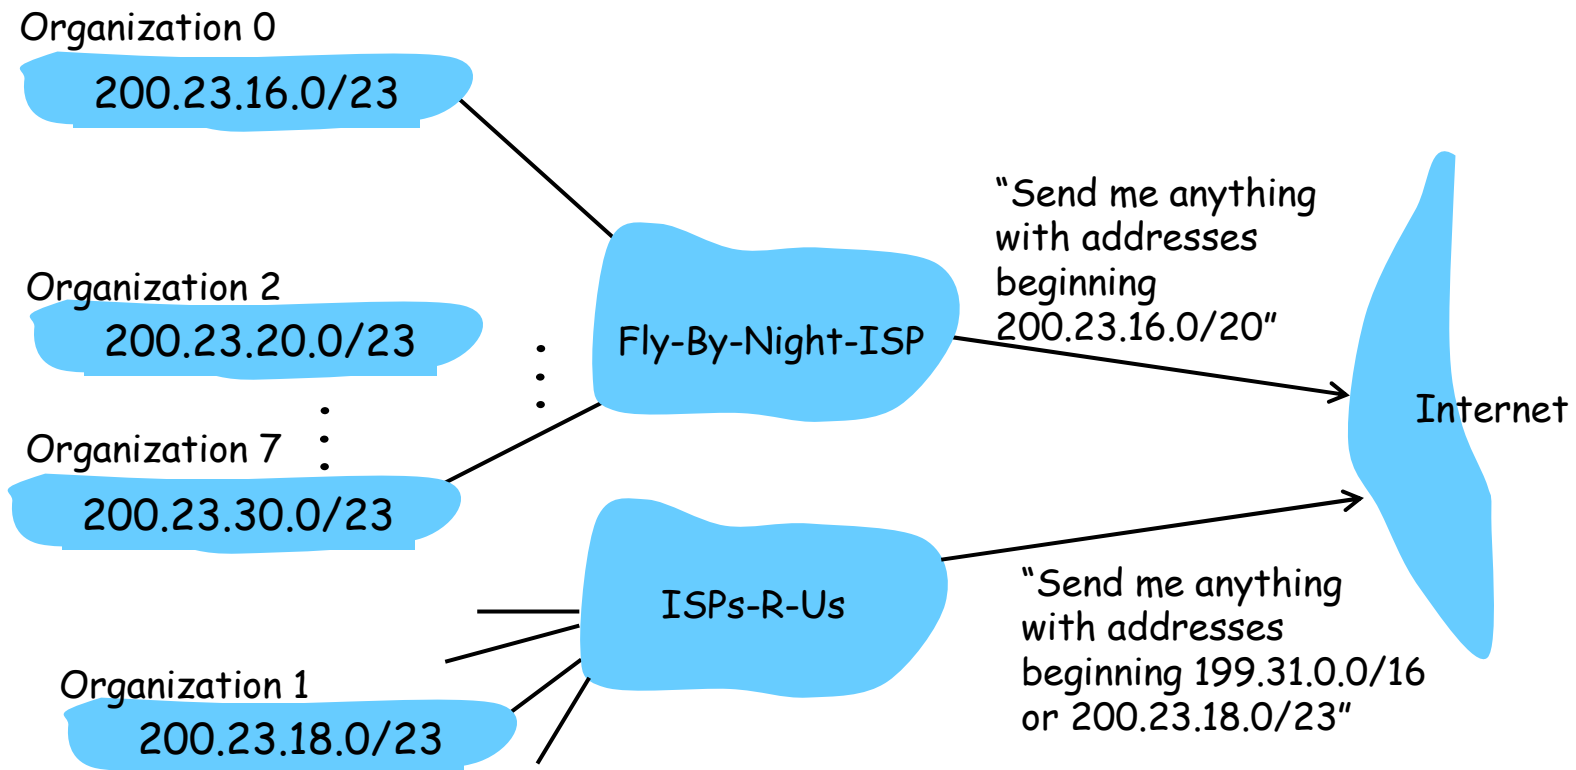 Organization 0
200.23.16.0/23
Organization 2
200.23.20.0/23
Organization 7
200.23.30.0/23
Fly-By-Night-ISP
“Send me anything
with addresses
beginning
200.23.16.0/20”
Internet
ISPs-R-Us
Organization 1
200.23.18.0/23
“Send me anything
with addresses
beginning 199.31.0.0/16
or 200.23.18.0/23”